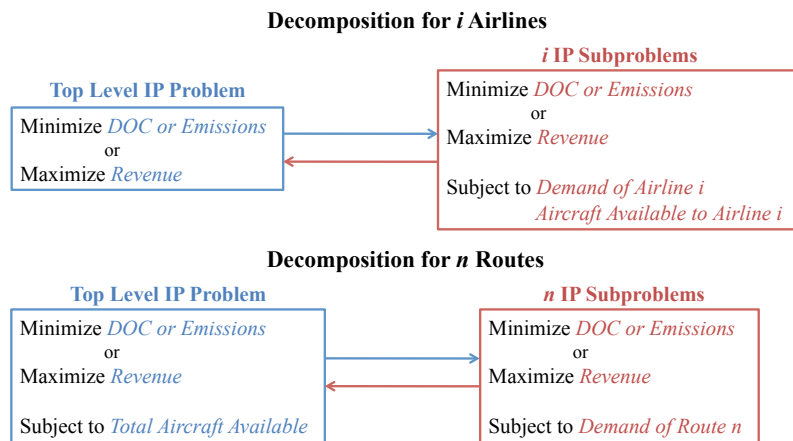 Decomposition for i Airlines
Top Level IP Problem
Minimize DOC or Emissions
or
Maximize Revenue
i IP Subproblems
Minimize DOC or Emissions
or
Maximize Revenue
Subject to Demand of Airline i
Aircraft Available to Airline i
Decomposition for n Routes
Top Level IP Problem
Minimize DOC or Emissions
or
Maximize Revenue
Subject to Total Aircraft Available
n IP Subproblems
Minimize DOC or Emissions
or
Maximize Revenue
Subject to Demand of Route n